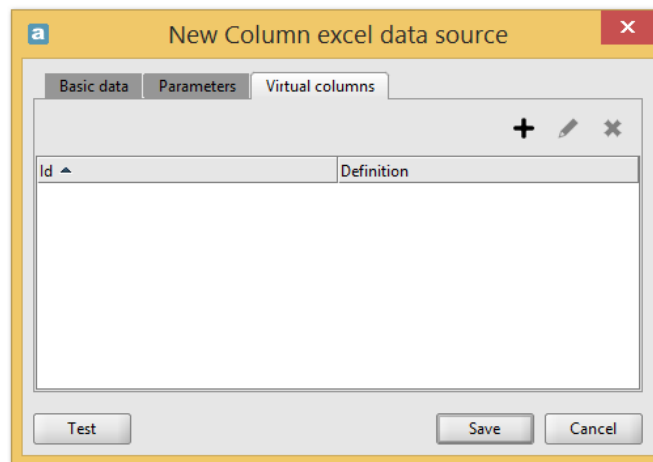 a
New Column excel data source
Basic data Parameters Virtual columns
Id Definition
Test Save Cancel